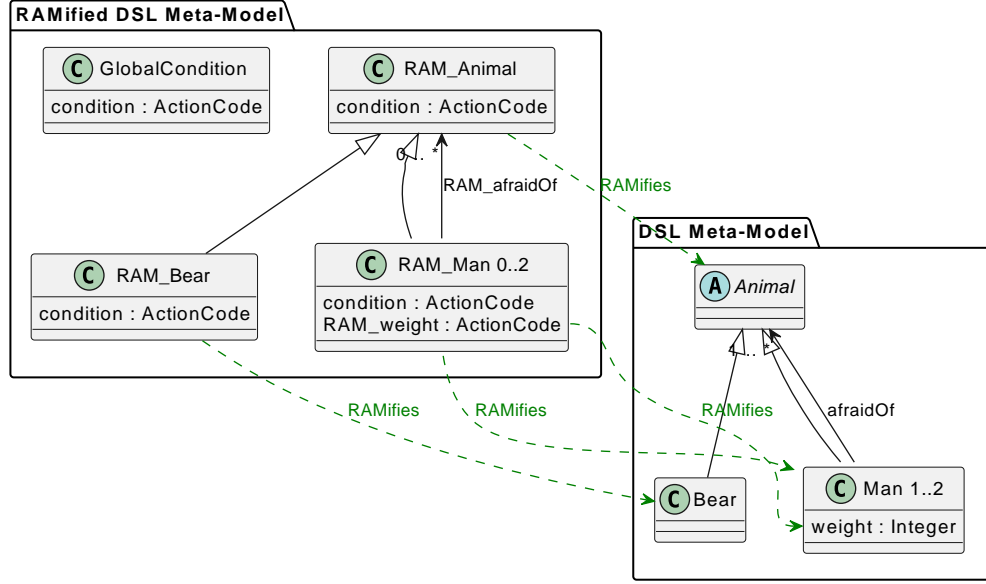 RAMified DSL Meta-Model
C GlobalCondition
condition : ActionCode
C RAM_Animal
condition : ActionCode
0.. *
RAM_afraidOf
RAMifies
C RAM_Bear
condition : ActionCode
C RAM_Man 0..2
condition : ActionCode
RAM_weight : ActionCode
DSL Meta-Model
A Animal
1.. *
RAMifies
RAMifies
RAMifies
afraidOf
C Bear
C Man 1..2
weight : Integer